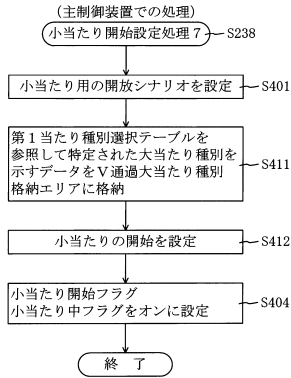 (主制御装置での処理)
小当たり開始設定処理7
S238
小当たり用の開放シナリオを設定
S401
第1当たり種別選択テーブルを
参照して特定された大当たり種別を
示すデータをV通過大当たり種別
格納エリアに格納
S411
小当たりの開始を設定
S412
小当たり開始フラグ
小当たり中フラグをオンに設定
S404
終 了